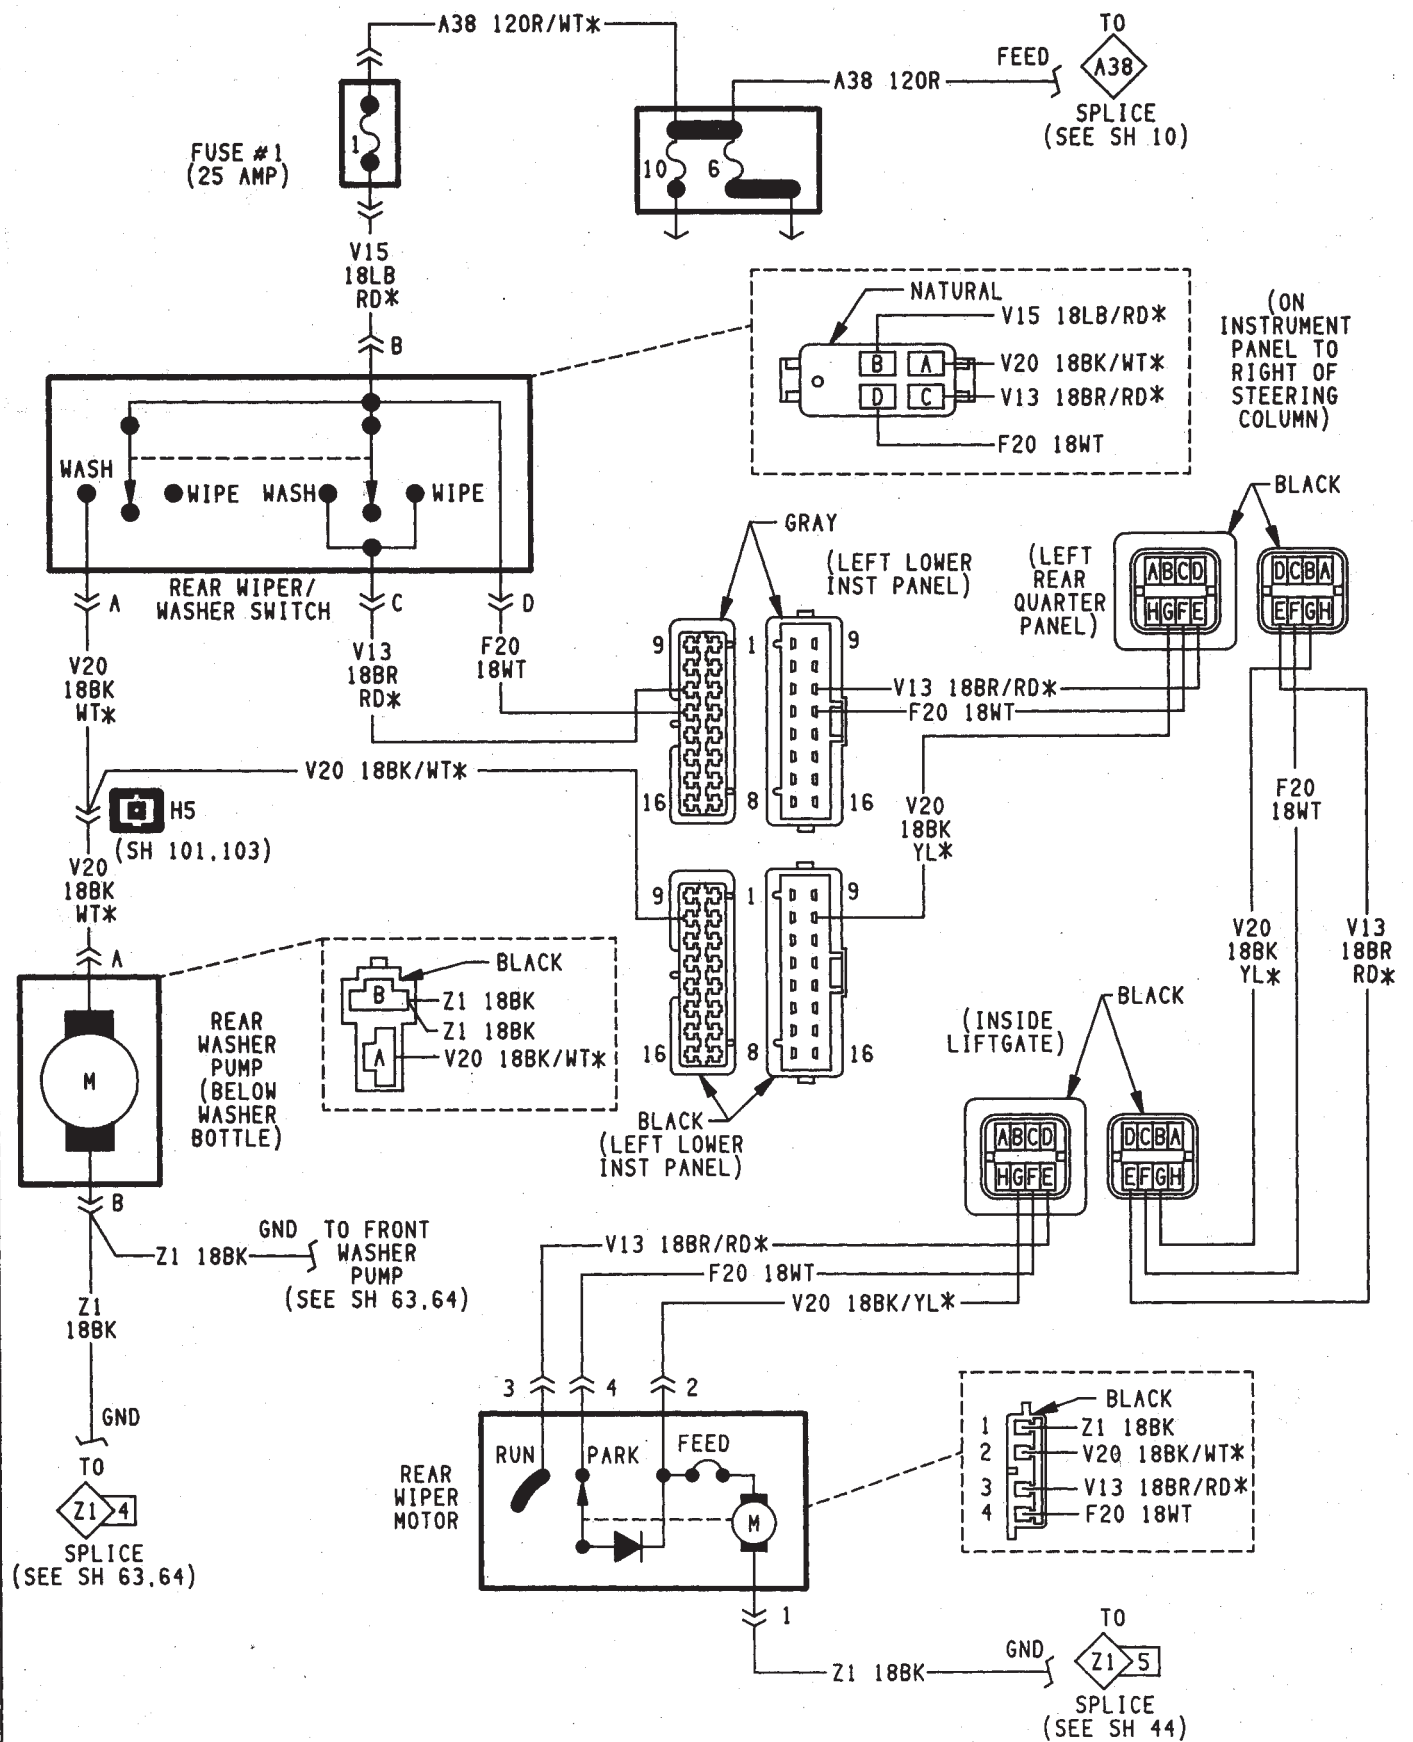 A38 12OR/WT*
TO
FEED
A38
A38 12OR
SPLICE
(SEE SH 10)
FUSE #1
(25 AMP)
1
10
6
V15
18LB
RD*
B
NATURAL
V15 18LB/RD*
B
A
V20 18BK/WT*
D
C
V13 18BR/RD*
F20 18WT
(ON
INSTRUMENT
PANEL TO
RIGHT OF
STEERING
COLUMN)
WASH
WIPE
WASH
WIPE
REAR WIPER/
WASHER SWITCH
A
C
D
V20
18BK
WT*
V13
18BR
RD*
F20
18WT
GRAY
(LEFT LOWER
INST PANEL)
9
1
9
16
8
16
(LEFT
REAR
QUARTER
PANEL)
BLACK
ABCD
HGFE
DCBA
EFGH
V13 18BR/RD*
F20 18WT
V20 18BK/WT*
V20
18BK
YL*
F20
18WT
H5
(SH 101,103)
V20
18BK
WT*
A
9
1
9
16
8
16
BLACK
(LEFT LOWER
INST PANEL)
V20
18BK
YL*
V13
18BR
RD*
M
REAR
WASHER
PUMP
(BELOW
WASHER
BOTTLE)
BLACK
B
Z1 18BK
Z1 18BK
A
V20 18BK/WT*
(INSIDE
LIFTGATE)
BLACK
ABCD
HGFE
DCBA
EFGH
B
GND
TO FRONT
WASHER
PUMP
(SEE SH 63,64)
Z1 18BK
Z1
18BK
GND
TO
Z1
4
SPLICE
(SEE SH 63,64)
V13 18BR/RD*
F20 18WT
V20 18BK/YL*
3
4
2
RUN
PARK
FEED
M
REAR
WIPER
MOTOR
BLACK
1
Z1 18BK
2
V20 18BK/WT*
3
V13 18BR/RD*
4
F20 18WT
1
Z1 18BK
GND
TO
Z1
5
SPLICE
(SEE SH 44)